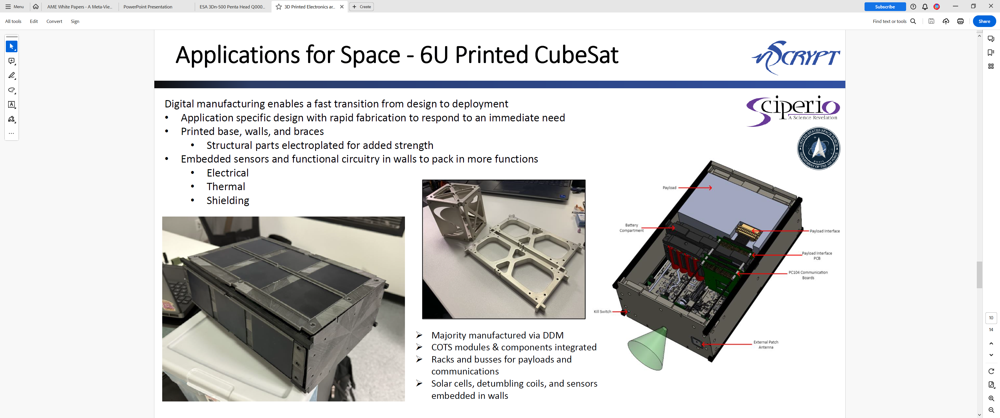 Menu
AME White Papers - A Meta-Vie...
PowerPoint Presentation
ESA 3Dn-500 Penta Head Q000...
3D Printed Electronics ar...
Create
Subscribe
All tools
Edit
Convert
Sign
Find text or tools
Share
Applications for Space - 6U Printed CubeSat
nSCRYPT
Digital manufacturing enables a fast transition from design to deployment
• Application specific design with rapid fabrication to respond to an immediate need
• Printed base, walls, and braces
• Structural parts electroplated for added strength
• Embedded sensors and functional circuitry in walls to pack in more functions
• Electrical
• Thermal
• Shielding
Sciperio
A Science Revelation
UNITED STATES SPACE FORCE
MMXIX
DEPARTMENT OF THE AIR FORCE
Payload
Battery
Compartment
Payload Interface
Payload Interface
PCB
PC104 Communication
Boards
Kill Switch
External Patch
Antenna
➢ Majority manufactured via DDM
➢ COTS modules & components integrated
➢ Racks and busses for payloads and
communications
➢ Solar cells, detumbling coils, and sensors
embedded in walls
10
14